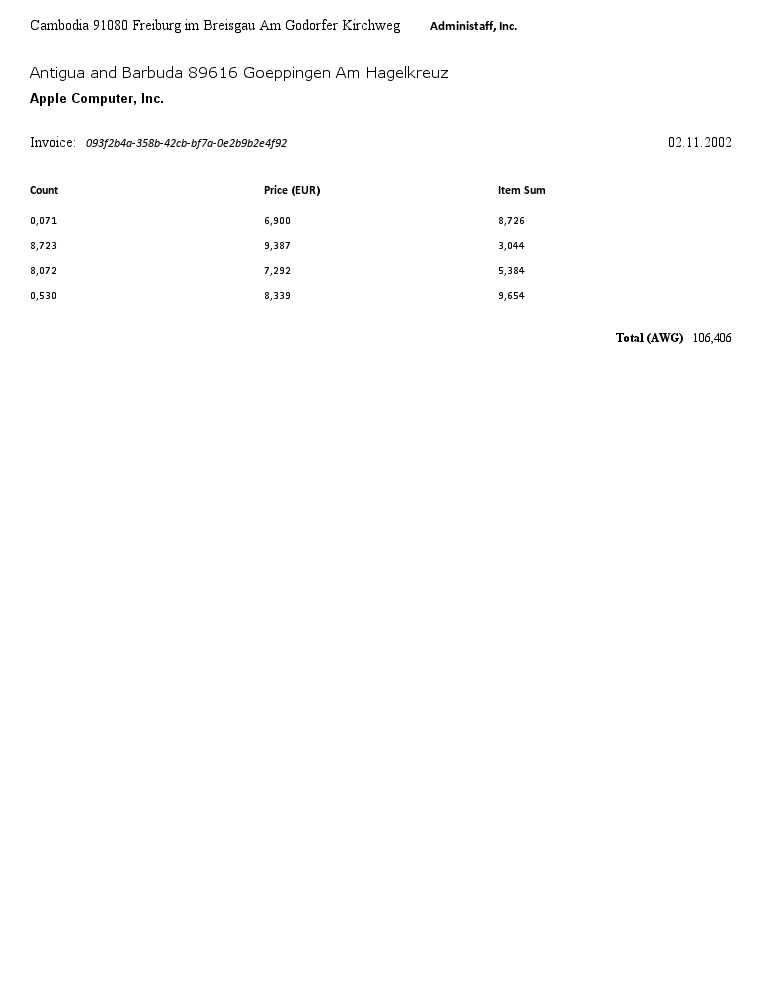 Cambodia 91080 Freiburg im Breisgau Am Godorfer Kirchweg Administaff, Inc.
Antigua and Barbuda 89616 Goeppingen Am Hagelkreuz
Apple Computer, Inc.
Invoice: 093f2b4a-358b-42cb-bf7a-0e2b9b2e4f92 02.11.2002
Count Price (EUR) Item Sum
0,071 6,900 8,726
8,723 9,387 3,044
8,072 7,292 5,384
0,530 8,339 9,654
Total (AWG) 106,406